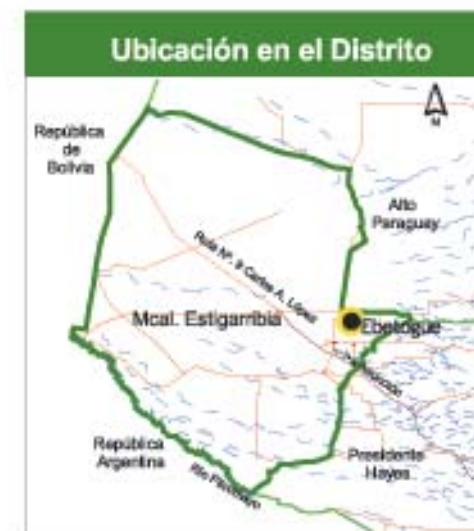 Ubicación en el Distrito
N
República
de
Bolivia
Alto
Paraguay
Ruta Nº. 9 Carlos A. López
Mcal. Estigarribia
Ebetogue
República
Argentina
Río Pilcomayo
Presidente
Hayes